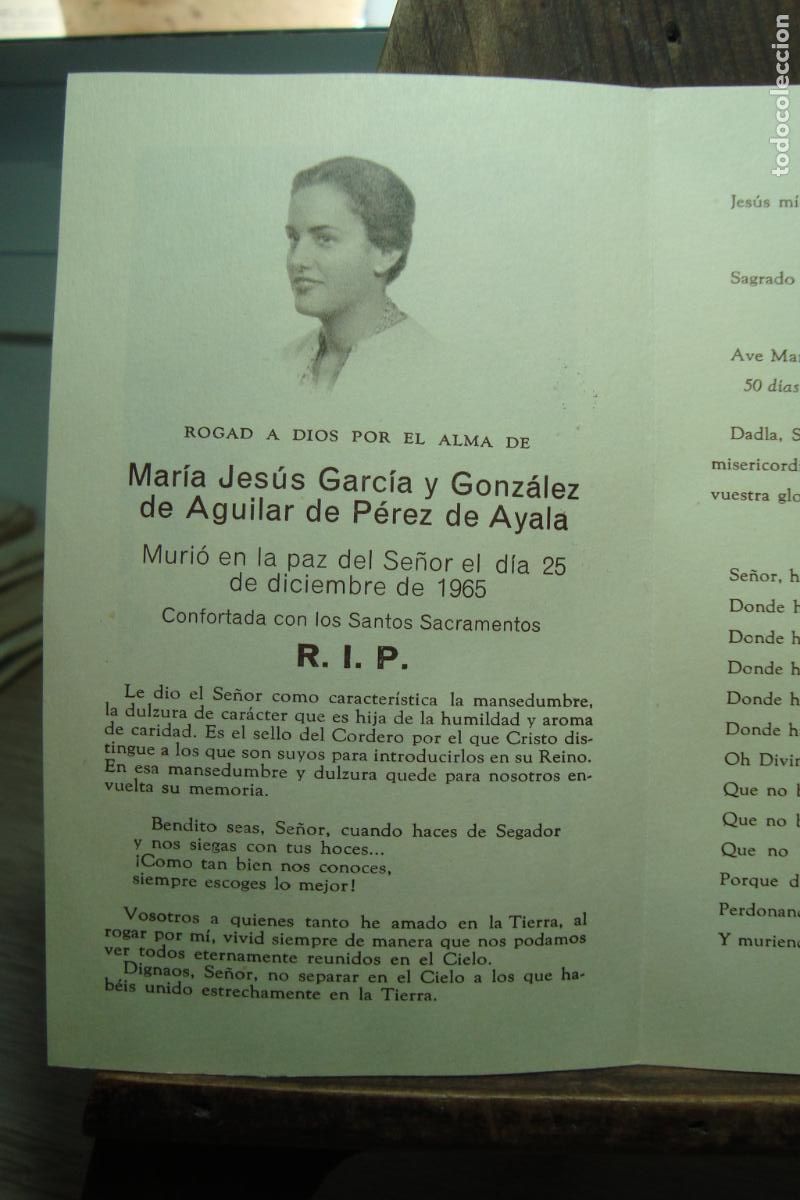 todocoleccion
ROGAD A DIOS POR EL ALMA DE
María Jesús García y González
de Aguilar de Pérez de Ayala
Murió en la paz del Señor el día 25
de diciembre de 1965
Confortada con los Santos Sacramentos
R. I. P.
Le dio el Señor como característica la mansedumbre,
la dulzura de carácter que es hija de la humildad y aroma
de caridad. Es el sello del Cordero por el que Cristo dis-
tingue a los que son suyos para introducirlos en su Reino.
En esa mansedumbre y dulzura quede para nosotros en-
vuelta su memoria.
Bendito seas, Señor, cuando haces de Segador
y nos siegas con tus hoces...
¡Como tan bien nos conoces,
siempre escoges lo mejor!
Vosotros a quienes tanto he amado en la Tierra, al
rogar por mí, vivid siempre de manera que nos podamos
ver todos eternamente reunidos en el Cielo.
Dignaos, Señor, no separar en el Cielo a los que ha-
béis unido estrechamente en la Tierra.
Jesús mí
Sagrado
Ave Mar
50 días
Dadla, S
misericordi
vuestra glo
Señor, h
Donde h
Donde h
Donde h
Donde h
Donde h
Oh Divin
Que no h
Que no h
Que no
Porque d
Perdonand
Y muriend